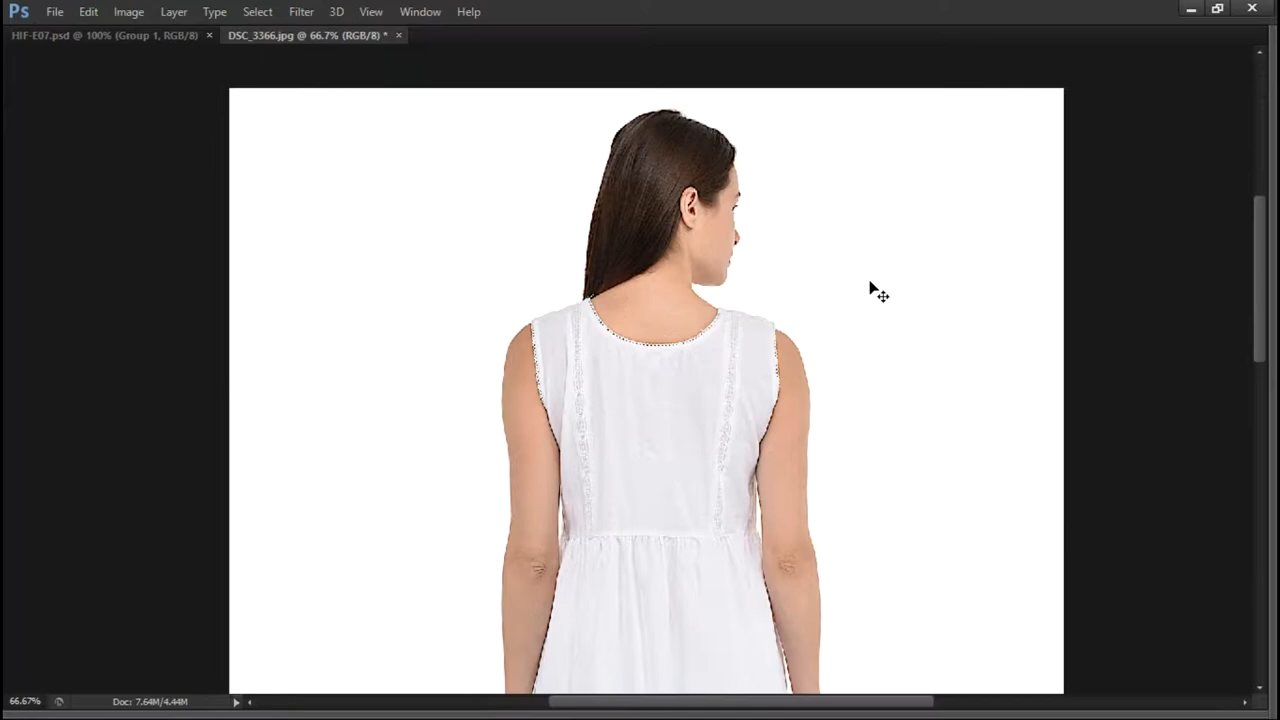 Ps File Edit Image Layer Type Select Filter 3D View Window Help
HIF-E07.psd @ 100% (Group 1, RGB/8) × DSC_3366.jpg @ 66.7% (RGB/8) * ×
66.67% Doc: 7.64M/4.44M